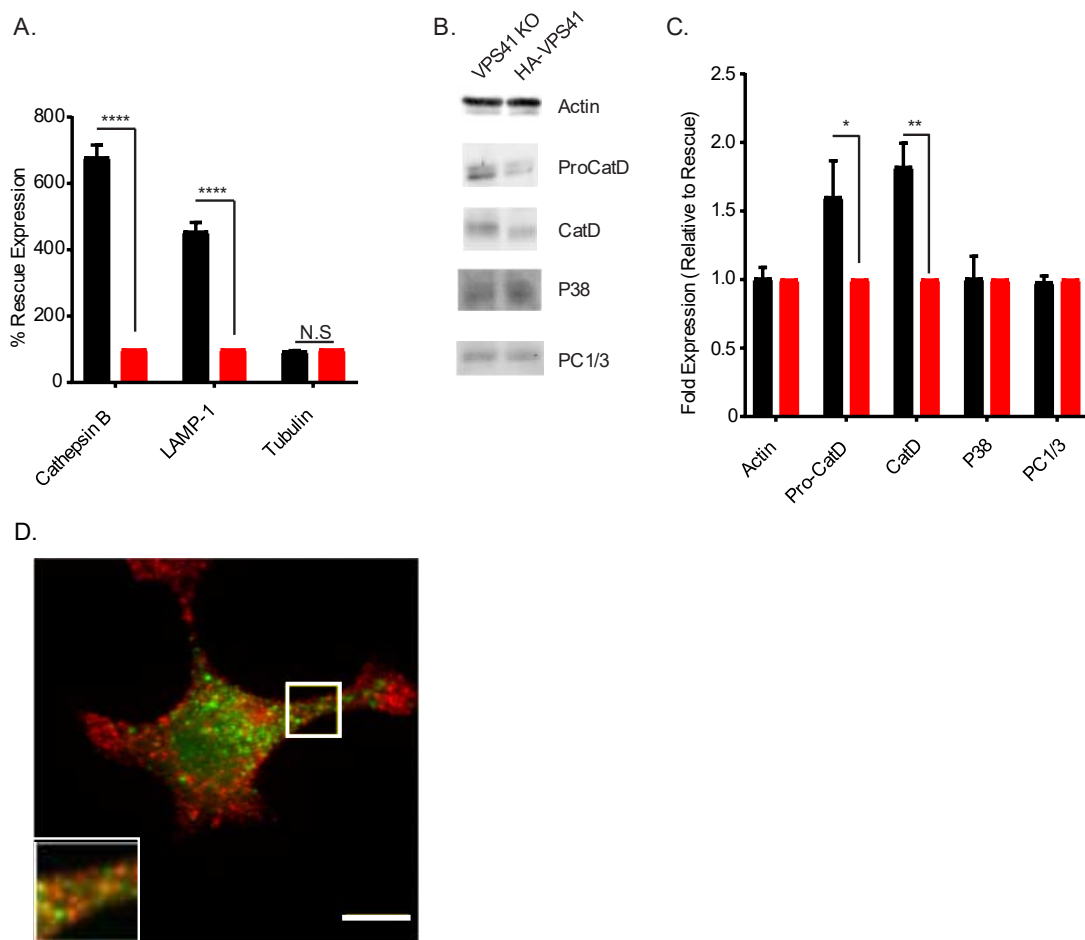 A.
% Rescue Expression
800
600
400
200
0
****
****
N.S
Cathepsin B
LAMP-1
Tubulin
B.
VPS41 KO
HA-VPS41
Actin
ProCatD
CatD
P38
PC1/3
C.
Fold Expression (Relative to Rescue)
2.5
2.0
1.5
1.0
0.5
0
*
**
Actin
Pro-CatD
CatD
P38
PC1/3
D.